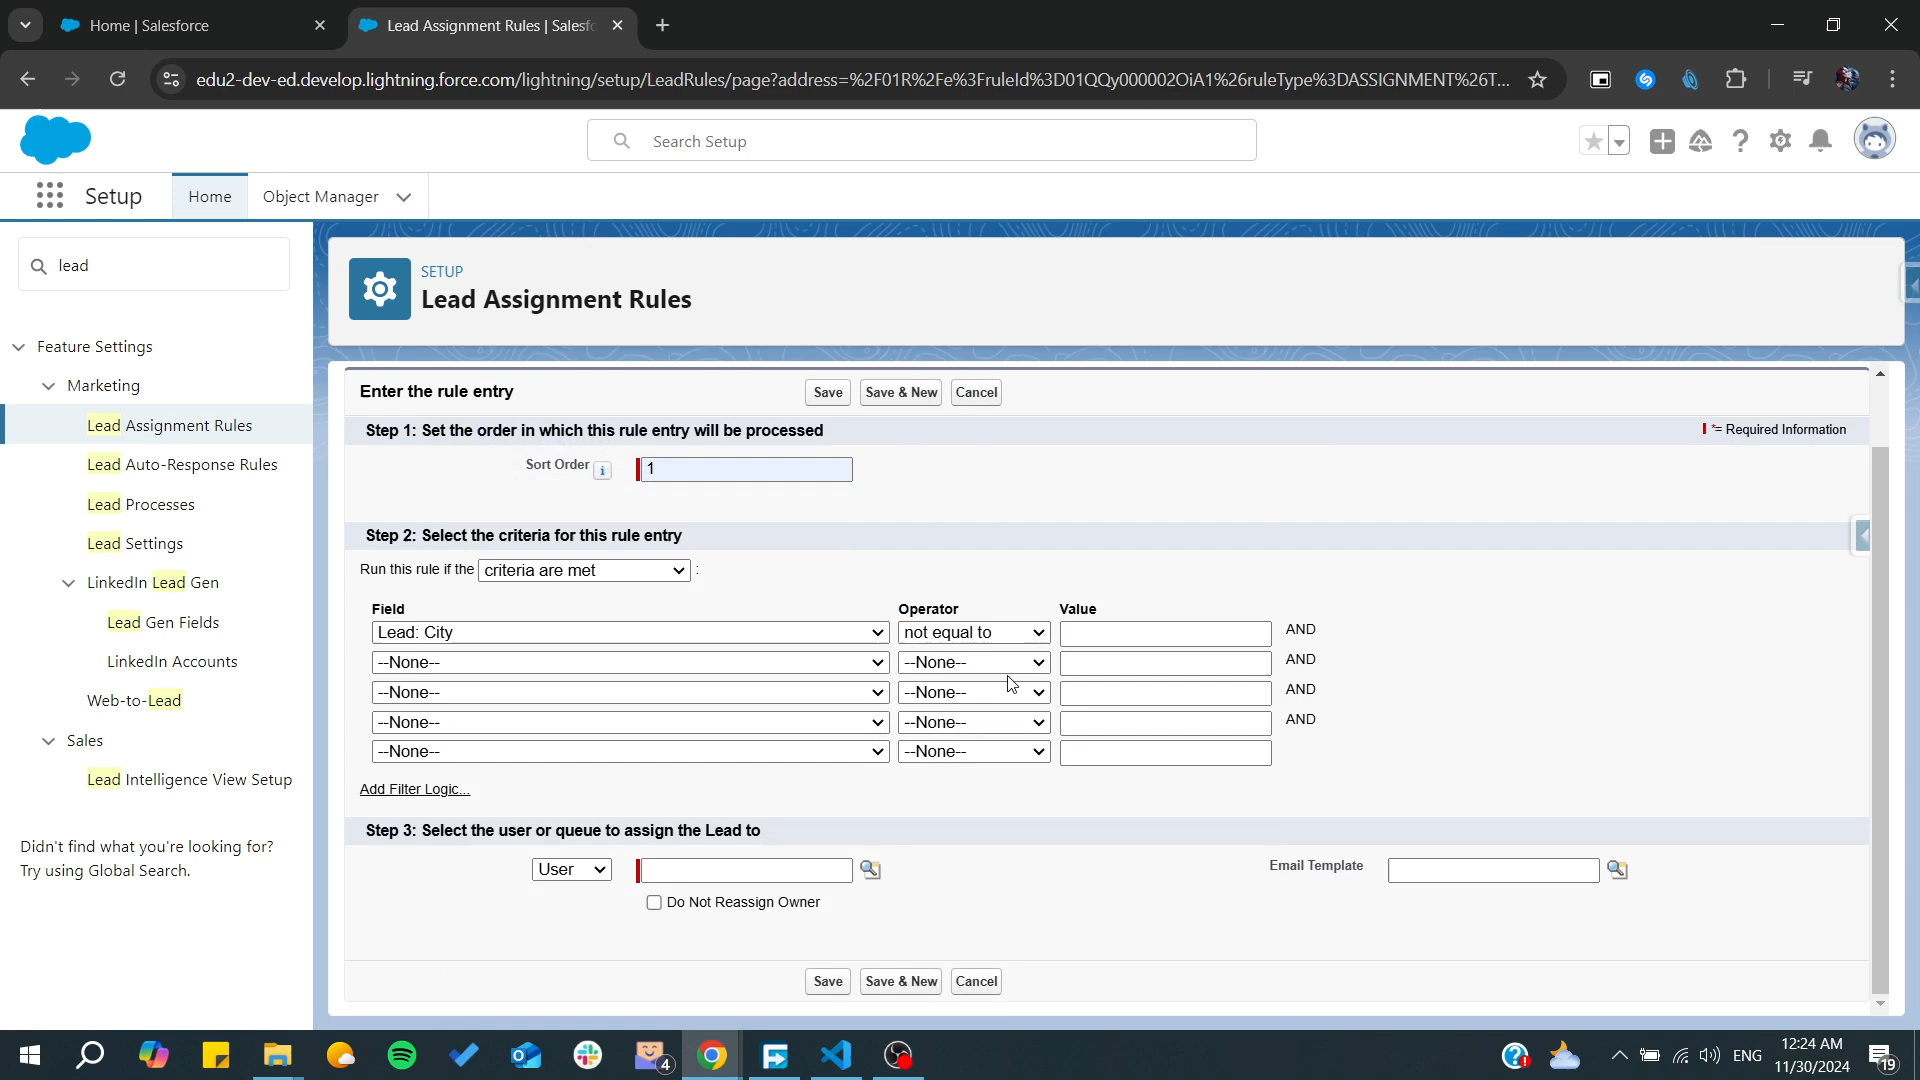 Home | Salesforce
Lead Assignment Rules | Salesfo
edu2-dev-ed.develop.lightning.force.com/lightning/setup/LeadRules/page?address=%2F01R%2Fe%3FruleId%3D01QQy000002OiA1%26ruleType%3DASSIGNMENT%26T...
Search Setup
Setup
Home
Object Manager
lead
Feature Settings
Marketing
Lead Assignment Rules
Lead Auto-Response Rules
Lead Processes
Lead Settings
LinkedIn Lead Gen
Lead Gen Fields
LinkedIn Accounts
Web-to-Lead
Sales
Lead Intelligence View Setup
Didn't find what you're looking for?
Try using Global Search.
SETUP
Lead Assignment Rules
Enter the rule entry
Save
Save & New
Cancel
Step 1: Set the order in which this rule entry will be processed
*= Required Information
Sort Order
i
1
Step 2: Select the criteria for this rule entry
Run this rule if the criteria are met :
Field
Operator
Value
Lead: City
not equal to
AND
--None--
--None--
AND
--None--
--None--
AND
--None--
--None--
AND
--None--
--None--
Add Filter Logic...
Step 3: Select the user or queue to assign the Lead to
User
Email Template
Do Not Reassign Owner
Save
Save & New
Cancel
4
ENG
12:24 AM
11/30/2024
19